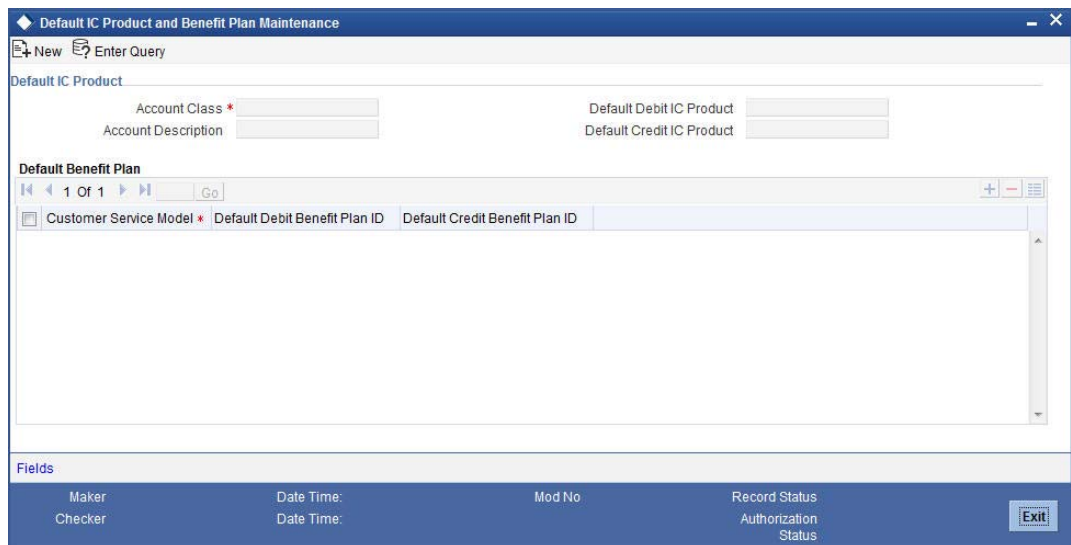 Default IC Product and Benefit Plan Maintenance
New Enter Query
Default IC Product
Account Class * Default Debit IC Product
Account Description Default Credit IC Product
Default Benefit Plan
1 Of 1 Go
Customer Service Model * Default Debit Benefit Plan ID Default Credit Benefit Plan ID
Fields
Maker Date Time: Mod No Record Status
Checker Date Time: Authorization Status
Exit